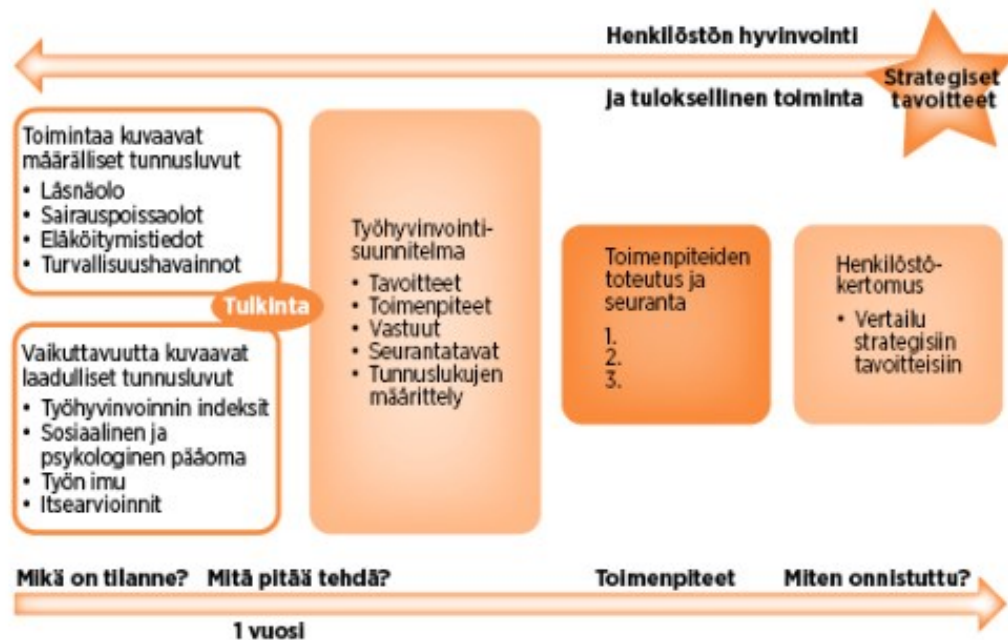 Henkilöstön hyvinvointi
ja tuloksellinen toiminta
Strategiset
tavoitteet
Toimintaa kuvaavat
määrälliset tunnusluvut
• Läsnäolo
• Sairauspoissaolot
• Eläköitymistiedot
• Turvallisuushavainnot
Tulkinta
Vaikuttavuutta kuvaavat
laadulliset tunnusluvut
• Työhyvinvoinnin indeksit
• Sosiaalinen ja
psykologinen pääoma
• Työn imu
• Itsearvioinnit
Työhyvinvointi-
suunnitelma
• Tavoitteet
• Toimenpiteet
• Vastuut
• Seurantatavat
• Tunnuslukujen
määrittely
Toimenpiteiden
toteutus ja
seuranta
1.
2.
3.
Henkilöstö-
kertomus
• Vertailu
strategisiin
tavoitteisiin
Mikä on tilanne?
Mitä pitää tehdä?
Toimenpiteet
Miten onnistuttu?
1 vuosi